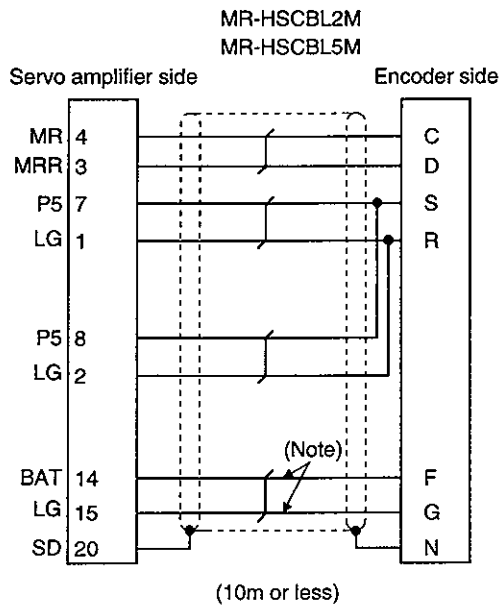 MR-HSCBL2M
MR-HSCBL5M
Servo amplifier side Encoder side
MR 4 C
MRR 3 D
P5 7 S
LG 1 R
P5 8
LG 2
(Note)
BAT 14 F
LG 15 G
SD 20 N
(10m or less)